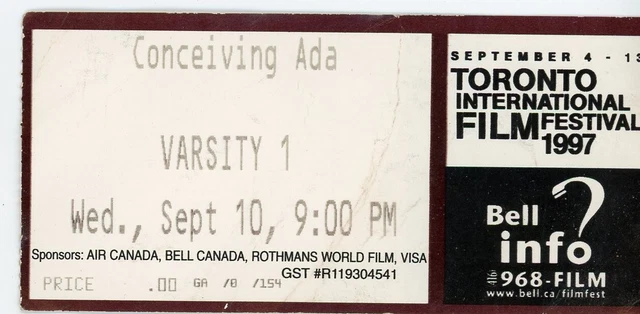 Conceiving Ada
VARSITY 1
Wed., Sept 10, 9:00 PM
Sponsors: AIR CANADA, BELL CANADA, ROTHMANS WORLD FILM, VISA
GST #R119304541
PRICE .00 GA /0 /154
SEPTEMBER 4 - 13
TORONTO
INTERNATIONAL
FILM FESTIVAL
1997
Bell
info
416 968-FILM
www.bell.ca/filmfest